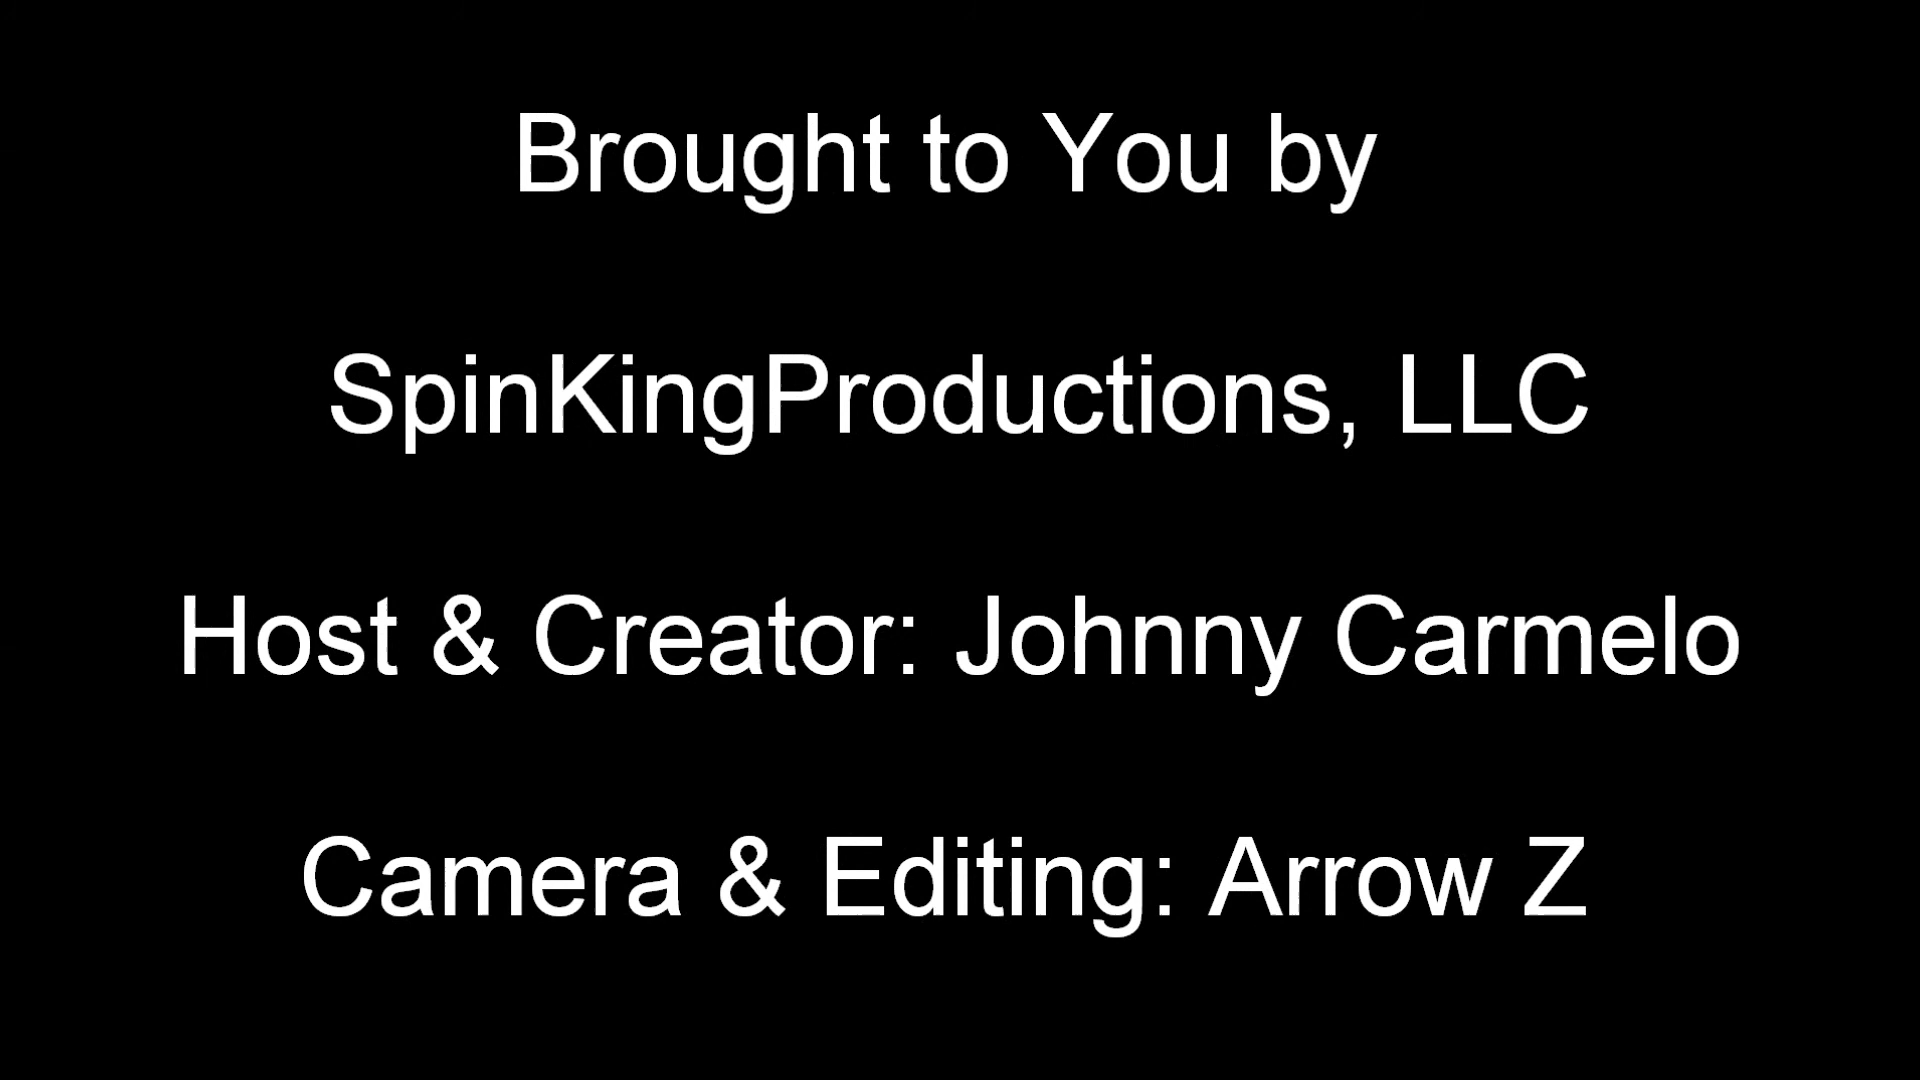 Brought to You by
SpinKingProductions, LLC
Host & Creator: Johnny Carmelo
Camera & Editing: Arrow Z